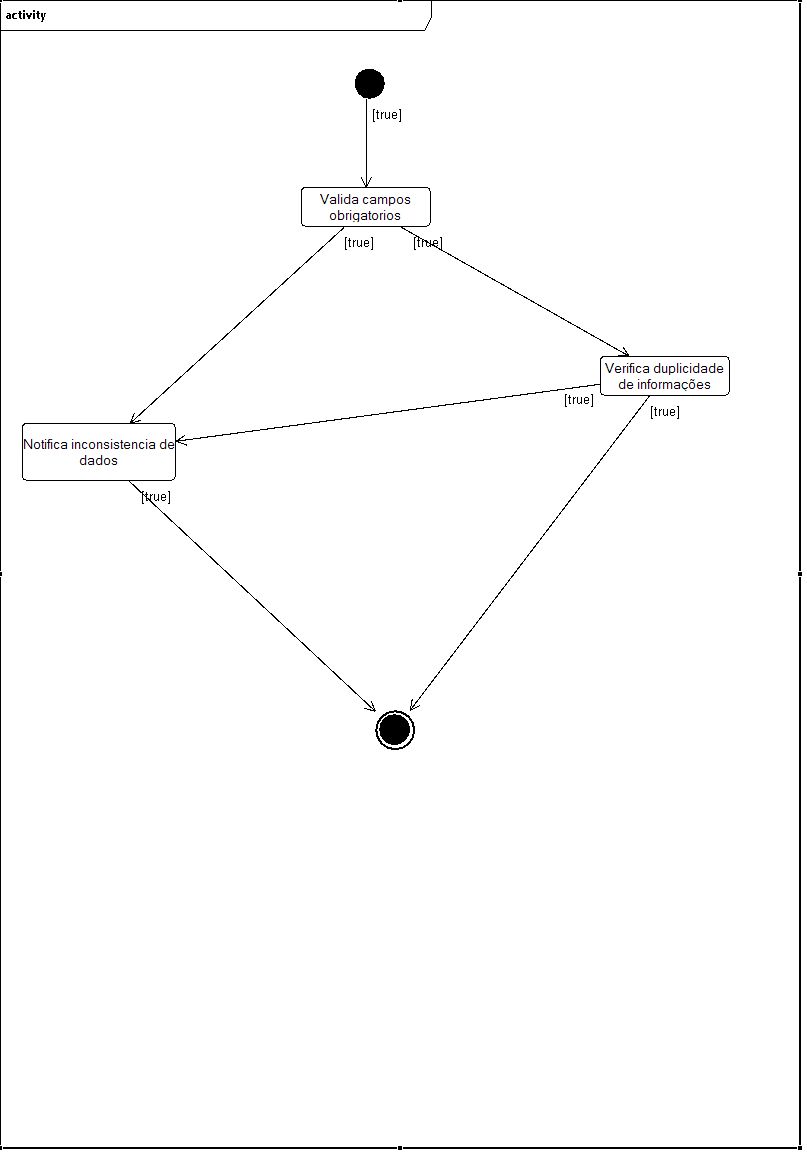 activity
[true]
Valida campos
obrigatorios
[true]
[true]
Verifica duplicidade
de informações
[true]
[true]
Notifica inconsistencia de
dados
[true]